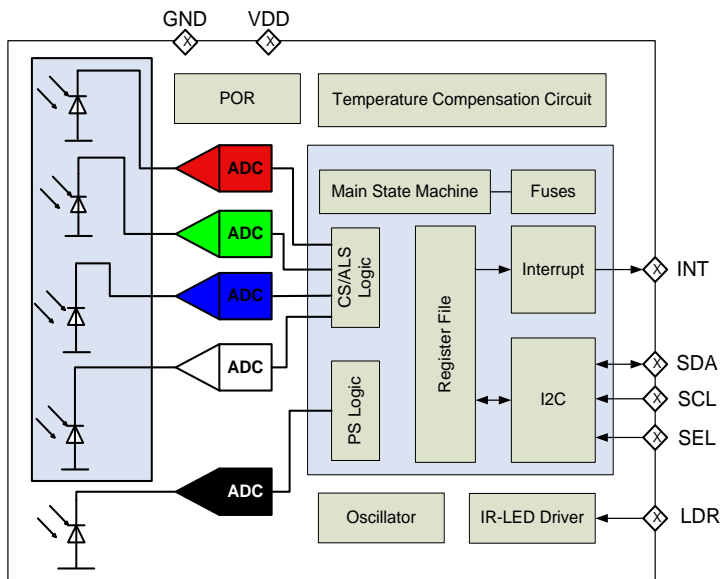 GND VDD
POR
Temperature Compensation Circuit
ADC
ADC
ADC
ADC
ADC
Main State Machine
Fuses
CS/ALS
Logic
Register File
Interrupt
PS Logic
I2C
Oscillator
IR-LED Driver
X
X
X
X
X
X
X
INT
SDA
SCL
SEL
LDR